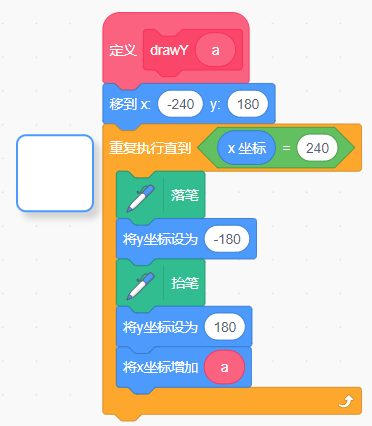 定义 drawY a
移到 x: -240 y: 180
重复执行直到 x 坐标 = 240
落笔
将y坐标设为 -180
抬笔
将y坐标设为 180
将x坐标增加 a